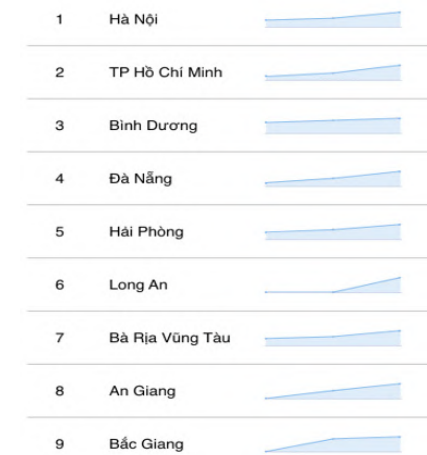 1 Hà Nội
2 TP Hồ Chí Minh
3 Bình Dương
4 Đà Nẵng
5 Hải Phòng
6 Long An
7 Bà Rịa Vũng Tàu
8 An Giang
9 Bắc Giang